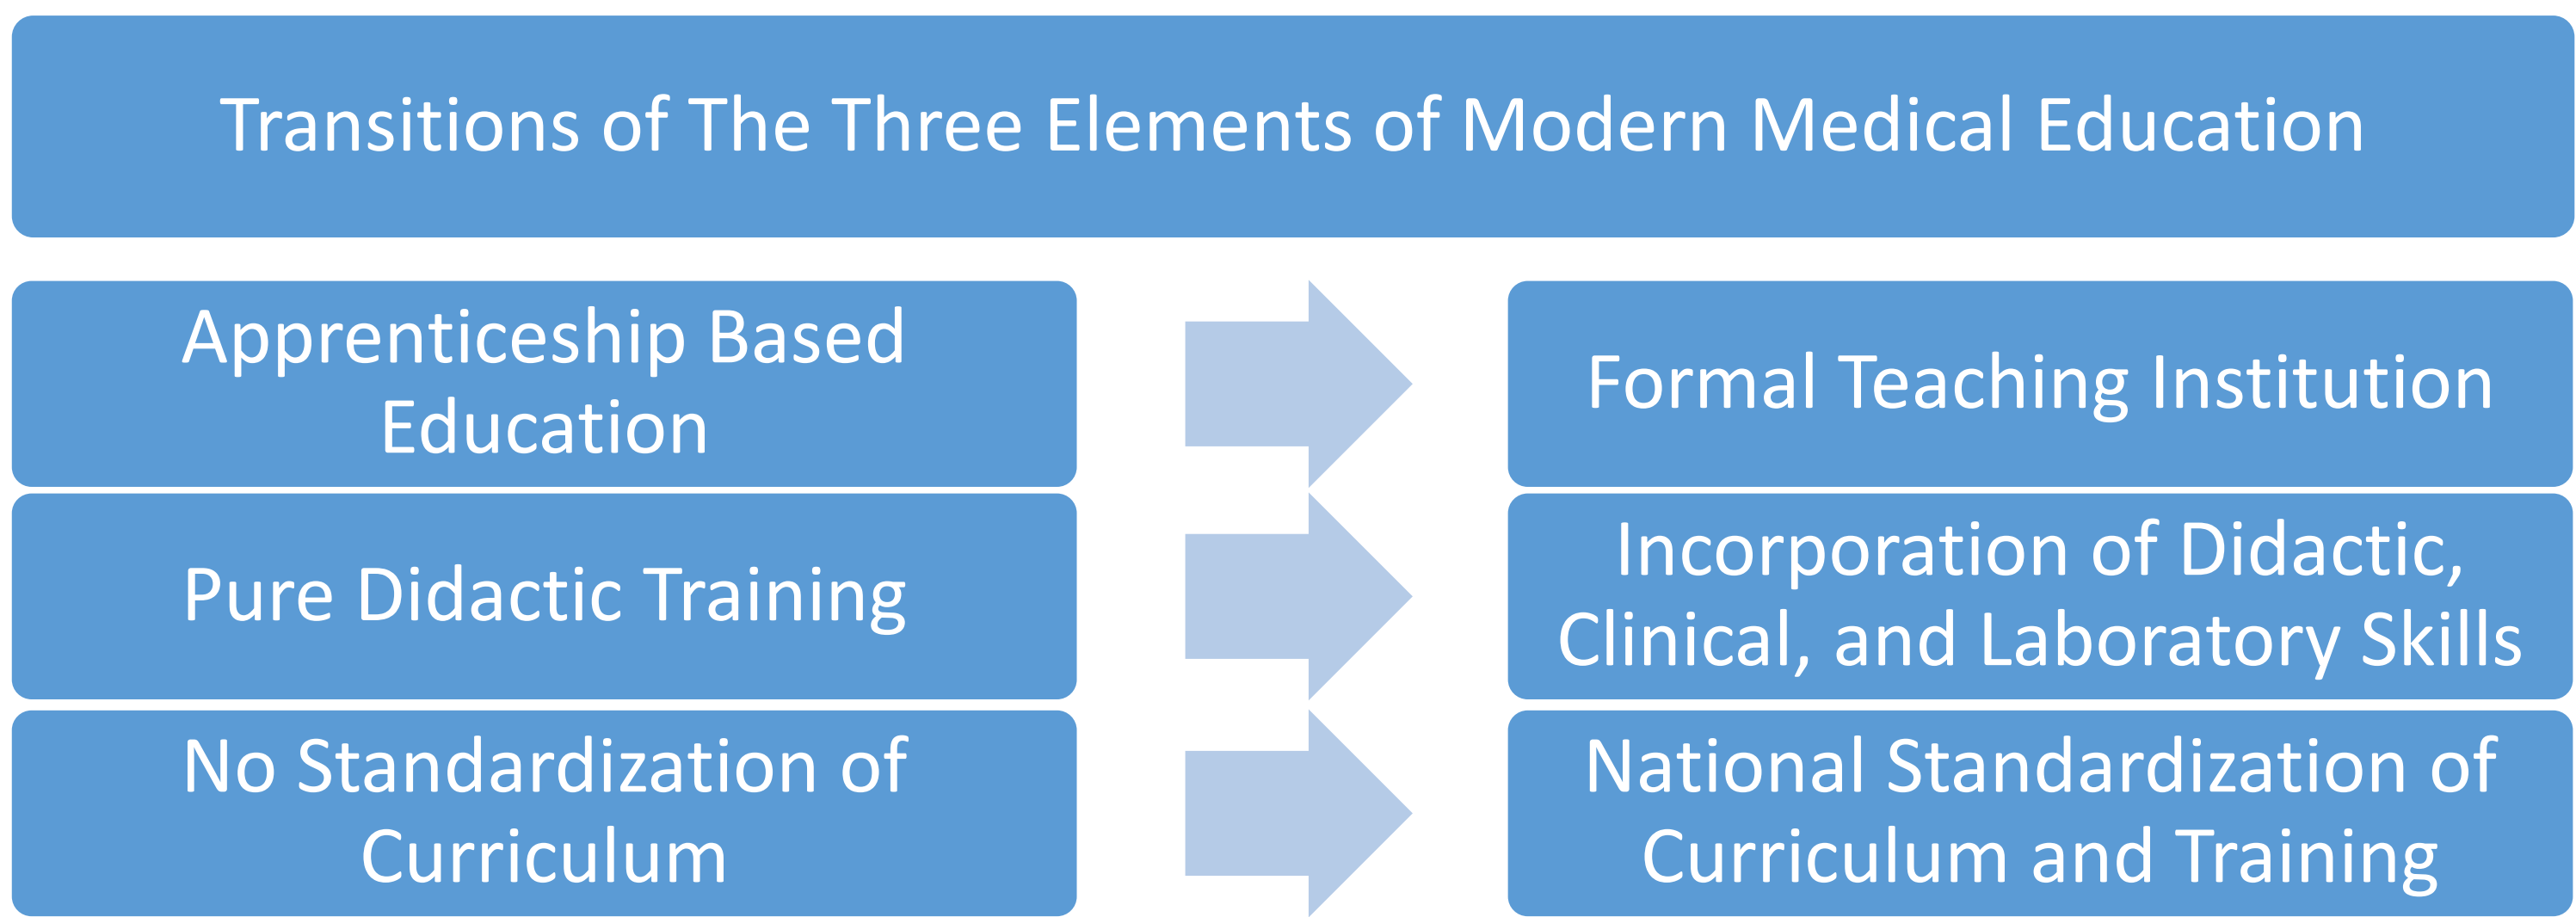 Transitions of The Three Elements of Modern Medical Education
Apprenticeship Based
Education
Formal Teaching Institution
Pure Didactic Training
Incorporation of Didactic,
Clinical, and Laboratory Skills
No Standardization of
Curriculum
National Standardization of
Curriculum and Training